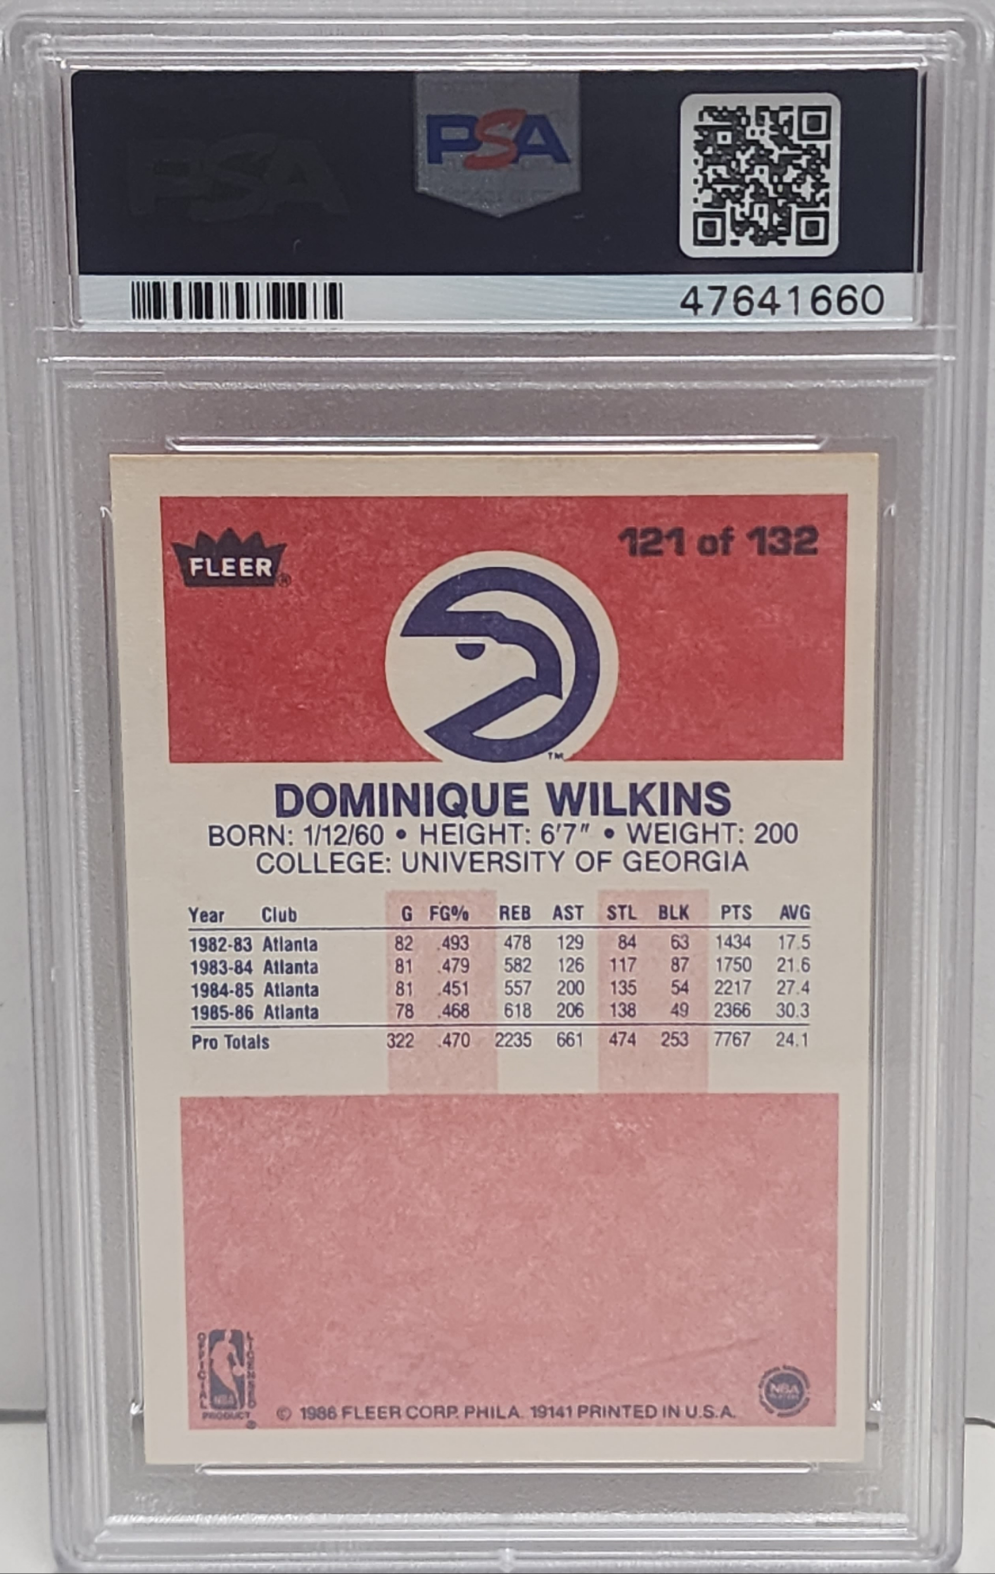 PSA
PSA
47641660
FLEER®
121 of 132
TM
DOMINIQUE WILKINS
BORN: 1/12/60 • HEIGHT: 6'7" • WEIGHT: 200
COLLEGE: UNIVERSITY OF GEORGIA
Year Club G FG% REB AST STL BLK PTS AVG
1982-83 Atlanta 82 .493 478 129 84 63 1434 17.5
1983-84 Atlanta 81 .479 582 126 117 87 1750 21.6
1984-85 Atlanta 81 .451 557 200 135 54 2217 27.4
1985-86 Atlanta 78 .468 618 206 138 49 2366 30.3
Pro Totals 322 .470 2235 661 474 253 7767 24.1
OFFICIAL LICENSED
NBA
PRODUCT ®
© 1986 FLEER CORP. PHILA. 19141 PRINTED IN U.S.A.
NBA